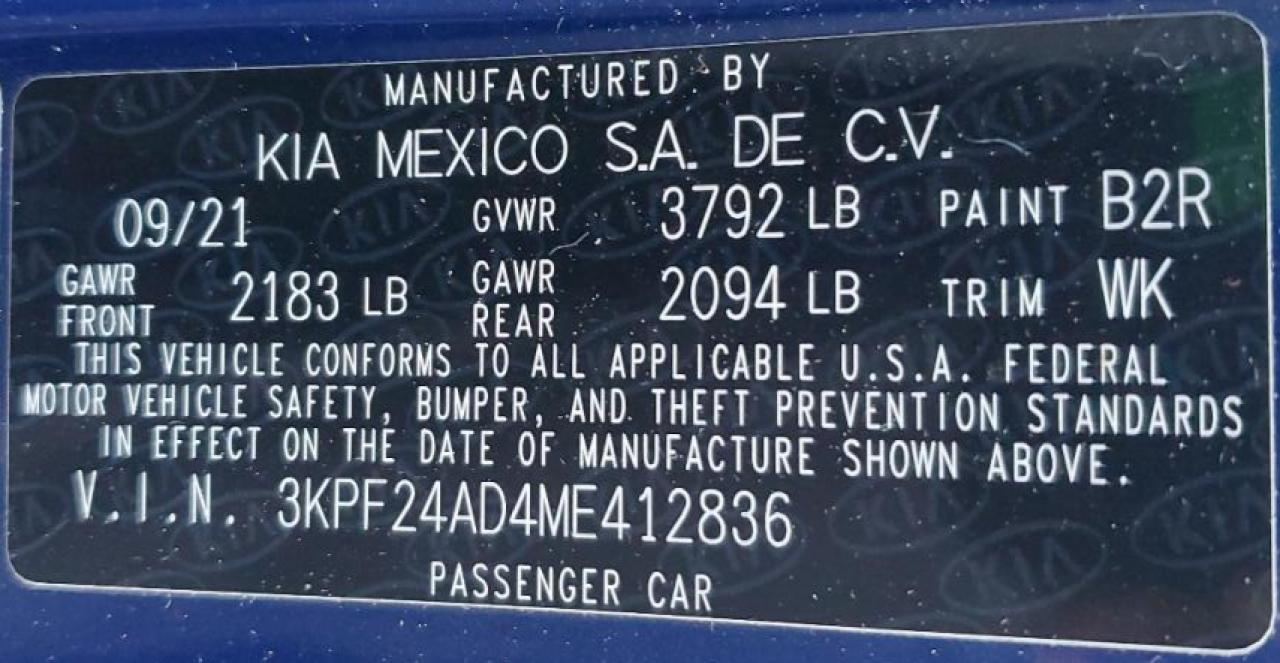 MANUFACTURED BY
KIA MEXICO S.A. DE C.V.
09/21 GVWR 3792 LB PAINT B2R
GAWR FRONT 2183 LB GAWR REAR 2094 LB TRIM WK
THIS VEHICLE CONFORMS TO ALL APPLICABLE U.S.A. FEDERAL
MOTOR VEHICLE SAFETY, BUMPER, AND THEFT PREVENTION STANDARDS
IN EFFECT ON THE DATE OF MANUFACTURE SHOWN ABOVE.
V.I.N. 3KPF24AD4ME412836
PASSENGER CAR